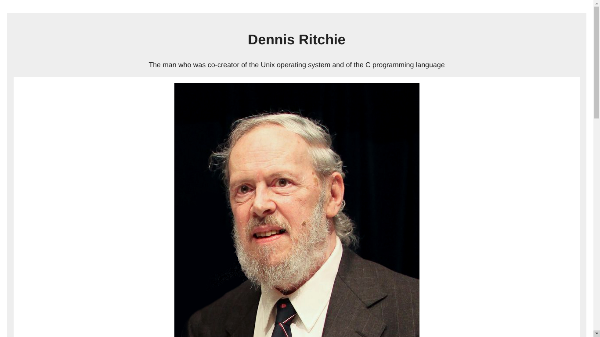 Dennis Ritchie
The man who was co-creator of the Unix operating system and of the C programming language